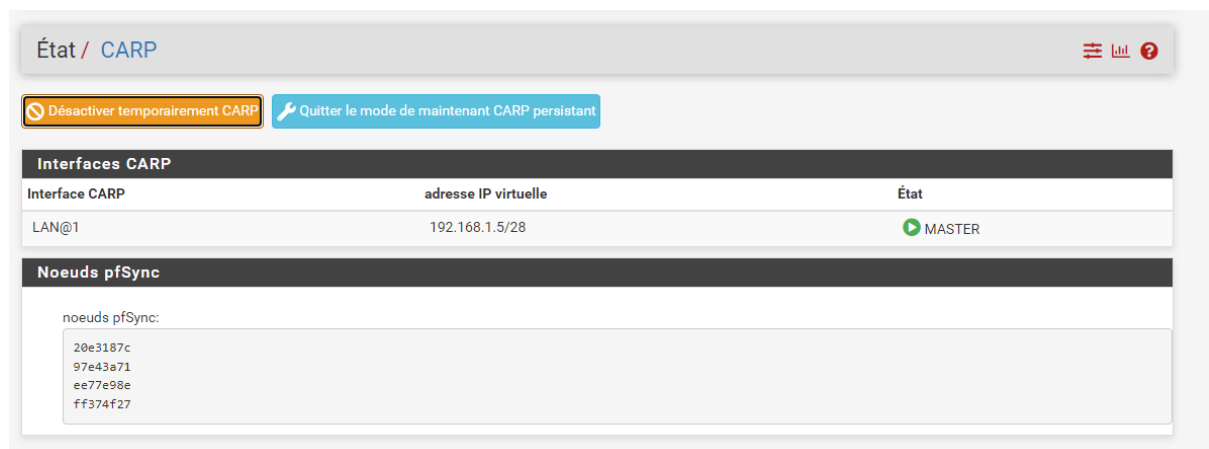 État / CARP
Désactiver temporairement CARP Quitter le mode de maintenant CARP persistant
Interfaces CARP
Interface CARP adresse IP virtuelle État
LAN@1 192.168.1.5/28 MASTER
Noeuds pfSync
noeuds pfSync:
20e3187c
97e43a71
ee77e98e
ff374f27